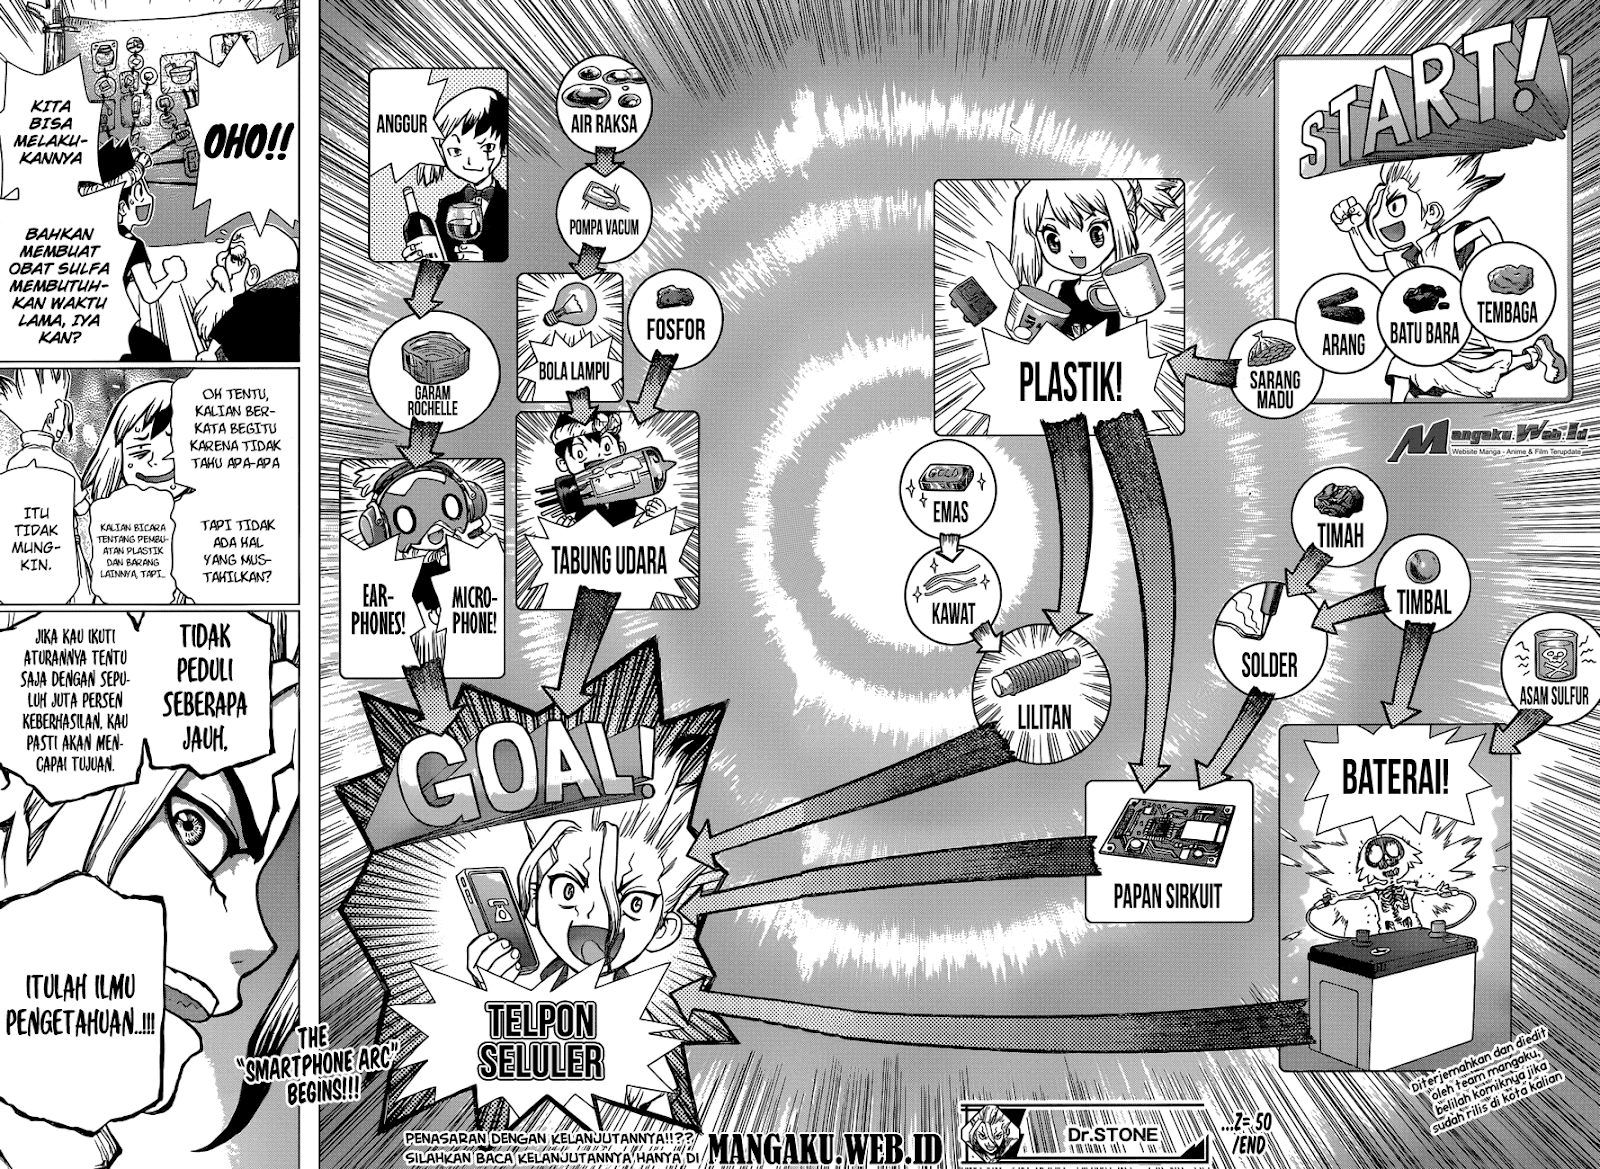 START!
TEMBAGA
BATU BARA
ARANG
SARANG
MADU
PLASTIK!
Mangaku.Web.Id
Website Manga - Anime & Film Terupdate
TIMAH
TIMBAL
SOLDER
ASAM SULFUR
BATERAI!
EMAS
GOLD
KAWAT
LILITAN
PAPAN SIRKUIT
AIR RAKSA
POMPA VACUM
BOLA LAMPU
FOSFOR
TABUNG UDARA
ANGGUR
GARAM
ROCHELLE
EAR-
PHONES!
MICRO-
PHONE!
GOAL!
TELPON
SELULER
OHO!!
KITA
BISA
MELAKU-
KANNYA
BAHKAN
MEMBUAT
OBAT SULFA
MEMBUTUH-
KAN WAKTU
LAMA, IYA
KAN?
OH TENTU,
KALIAN BER-
KATA BEGITU
KARENA TIDAK
TAHU APA-APA
TAPI TIDAK
ADA HAL
YANG MUS-
TAHILKAN?
KALIAN BICARA
TENTANG PEMBU-
ATAN PLASTIK
DAN BARANG
LAINNYA, TAPI...
ITU
TIDAK
MUNG-
KIN.
TIDAK
PEDULI
SEBERAPA
JAUH,
JIKA KAU IKUTI
ATURANNYA TENTU
SAJA DENGAN SEPU-
LUH JUTA PERSEN
KEBERHASILAN, KAU
PASTI AKAN MEN-
CAPAI TUJUAN.
ITULAH ILMU
PENGETAHUAN..!!!
THE
"SMARTPHONE ARC"
BEGINS!!!
Diterjemahkan dan diedit
oleh team mangaku,
belilah komiknya jika
sudah rilis di kota kalian
PENASARAN DENGAN KELANJUTANNYA!!??
SILAHKAN BACA KELANJUTANNYA HANYA DI
MANGAKU.WEB.ID
Dr.STONE
...Z= 50
/END